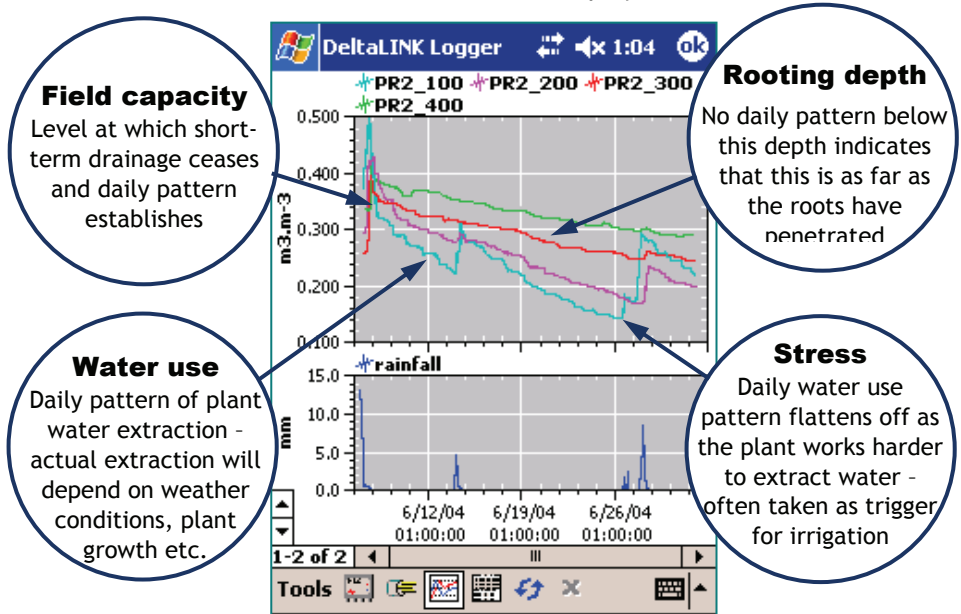 DeltaLINK Logger 1:04 ok
PR2_100 PR2_200 PR2_300
PR2_400
0.500
0.400
0.300
0.200
0.100
m3.m-3
rainfall
15.0
10.0
5.0
0.0
mm
6/12/04 6/19/04 6/26/04
01:00:00 01:00:00 01:00:00
1-2 of 2
Tools
Field capacity
Level at which short-
term drainage ceases
and daily pattern
establishes
Rooting depth
No daily pattern below
this depth indicates
that this is as far as
the roots have
penetrated
Water use
Daily pattern of plant
water extraction –
actual extraction will
depend on weather
conditions, plant
growth etc.
Stress
Daily water use
pattern flattens off as
the plant works harder
to extract water –
often taken as trigger
for irrigation